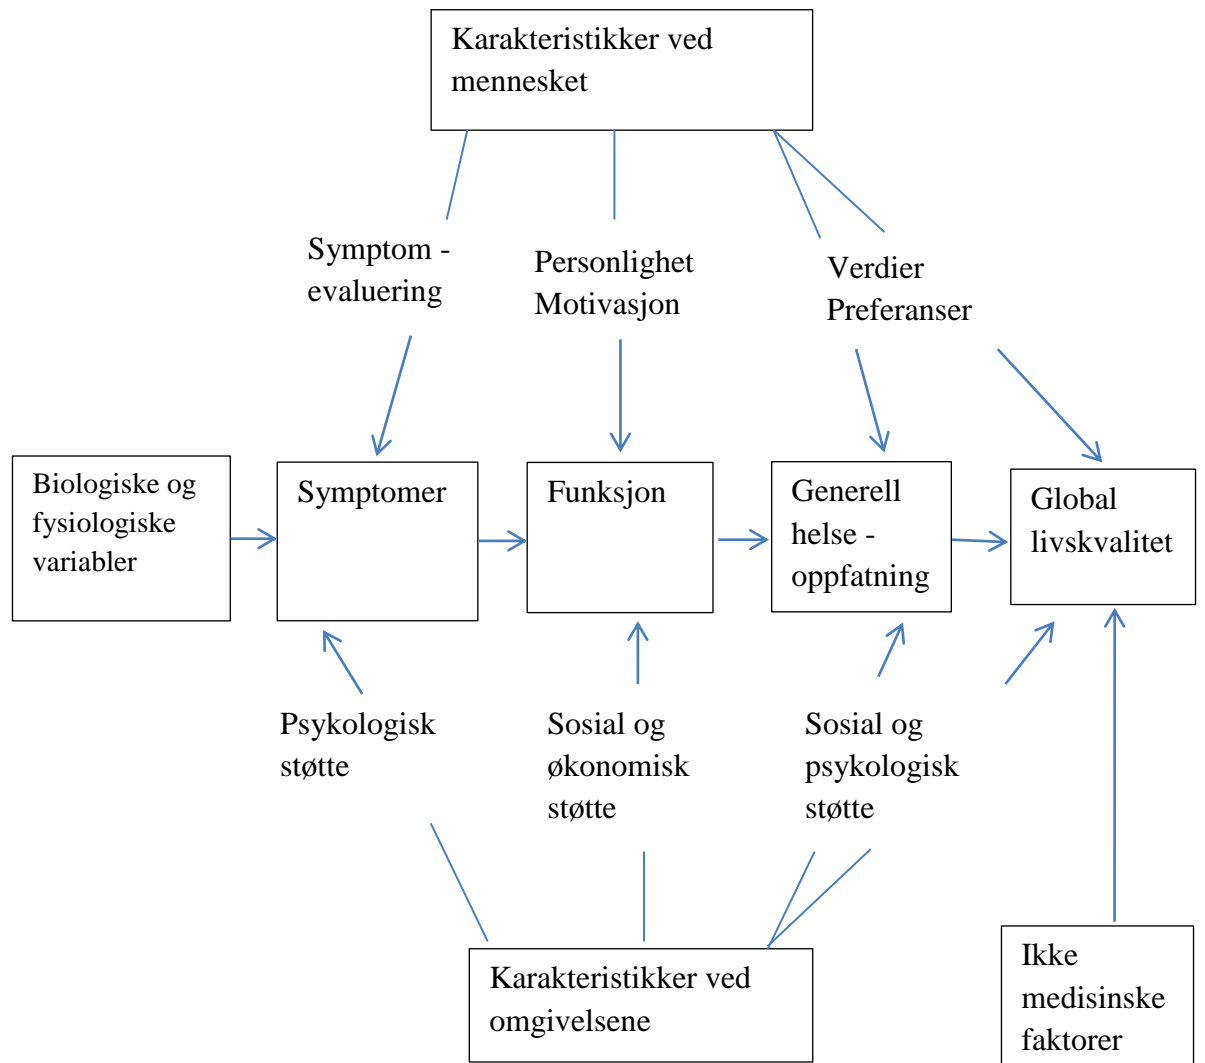 Karakteristikker ved
mennesket
Symptom -
evaluering
Personlighet
Motivasjon
Verdier
Preferanser
Biologiske og
fysiologiske
variabler
Symptomer
Funksjon
Generell
helse -
oppfatning
Global
livskvalitet
Psykologisk
støtte
Sosial og
økonomisk
støtte
Sosial og
psykologisk
støtte
Karakteristikker ved
omgivelsene
Ikke
medisinske
faktorer